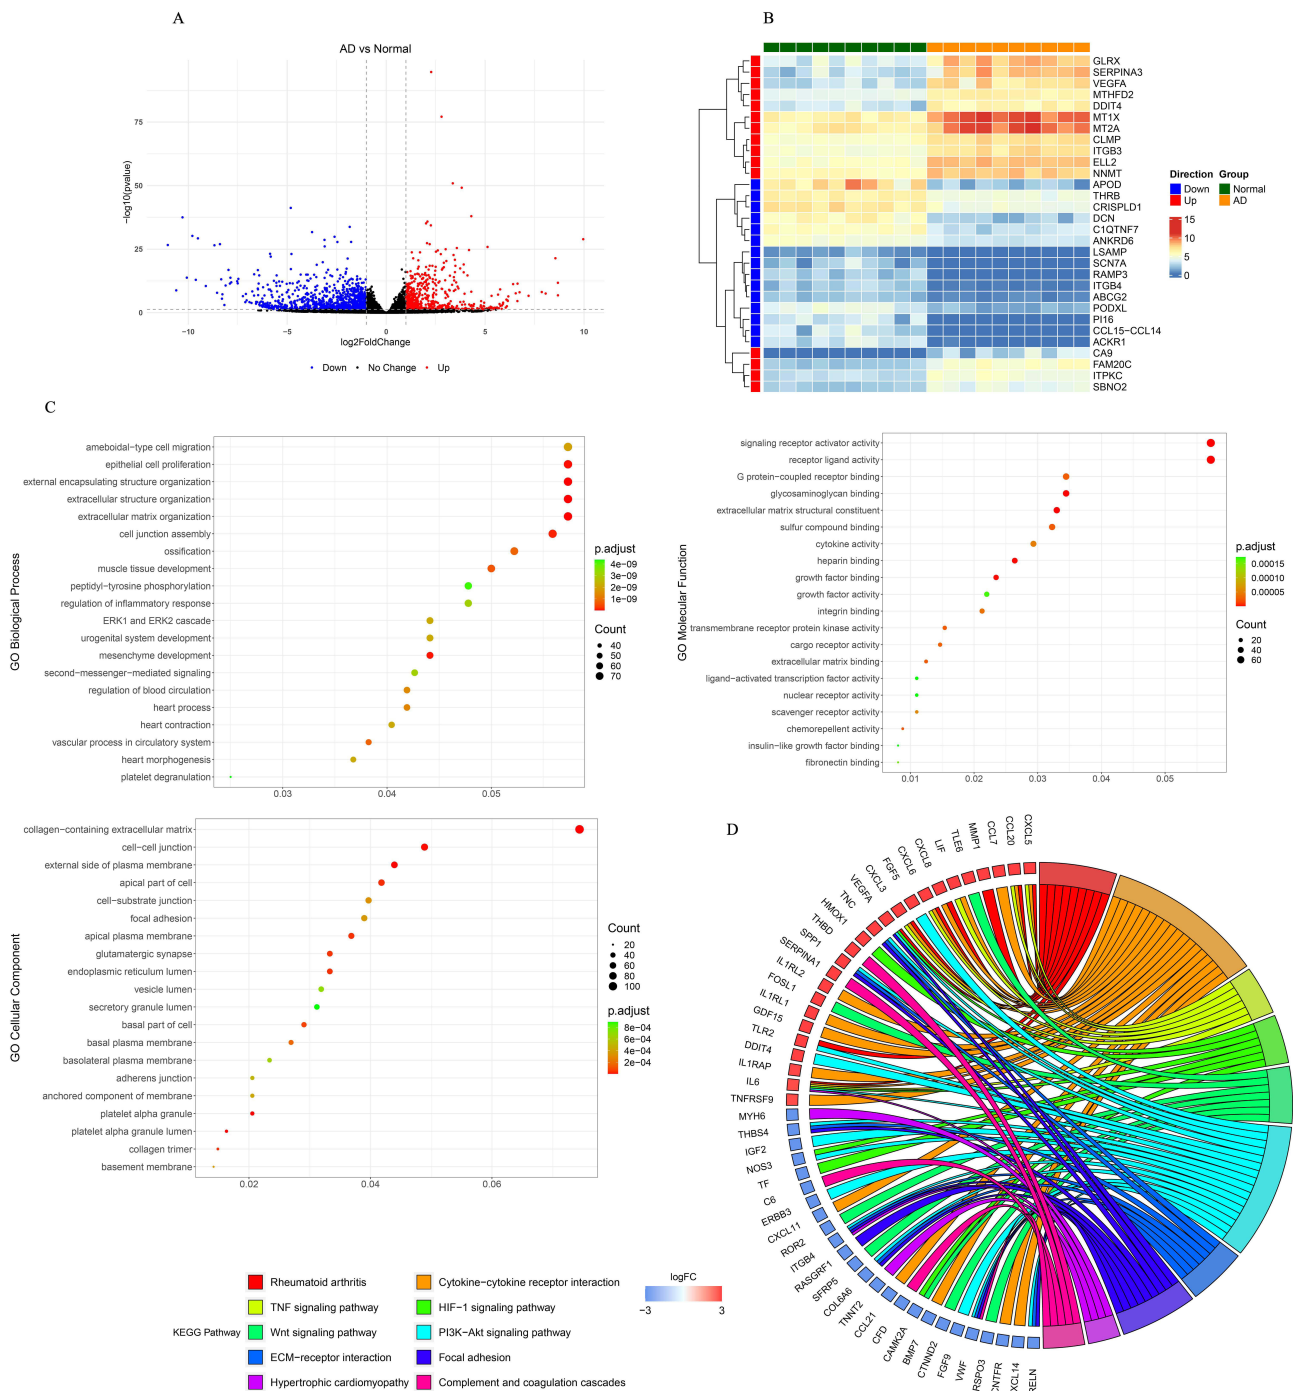 A
AD vs Normal
−log10(pvalue)
75
50
25
0
−10
−5
0
5
10
log2FoldChange
Down
No Change
Up
B
GLRX
SERPINA3
VEGFA
MTHFD2
DDIT4
MT1X
MT2A
CLMP
ITGB3
ELL2
NNMT
APOD
THRB
CRISPLD1
DCN
C1QTNF7
ANKRD6
LSAMP
SCN7A
RAMP3
ITGB4
ABCG2
PODXL
PI16
CCL15−CCL14
ACKR1
CA9
FAM20C
ITPKC
SBNO2
Direction
Down
Up
Group
Normal
AD
15
10
5
0
C
GO Biological Process
ameboidal−type cell migration
epithelial cell proliferation
external encapsulating structure organization
extracellular structure organization
extracellular matrix organization
cell junction assembly
ossification
muscle tissue development
peptidyl−tyrosine phosphorylation
regulation of inflammatory response
ERK1 and ERK2 cascade
urogenital system development
mesenchyme development
second−messenger−mediated signaling
regulation of blood circulation
heart process
heart contraction
vascular process in circulatory system
heart morphogenesis
platelet degranulation
0.03
0.04
0.05
p.adjust
4e−09
2e−09
1e−09
Count
40
50
60
70
GO Molecular Function
signaling receptor activator activity
receptor ligand activity
G protein−coupled receptor binding
glycosaminoglycan binding
extracellular matrix structural constituent
sulfur compound binding
cytokine activity
heparin binding
growth factor binding
growth factor activity
integrin binding
transmembrane receptor protein kinase activity
cargo receptor activity
extracellular matrix binding
ligand−activated transcription factor activity
nuclear receptor activity
scavenger receptor activity
chemorepellent activity
insulin−like growth factor binding
fibronectin binding
0.01
0.02
0.03
0.04
0.05
p.adjust
0.00015
0.00010
0.00005
Count
20
40
60
GO Cellular Component
collagen−containing extracellular matrix
cell−cell junction
external side of plasma membrane
apical part of cell
cell−substrate junction
focal adhesion
apical plasma membrane
glutamatergic synapse
endoplasmic reticulum lumen
vesicle lumen
secretory granule lumen
basal part of cell
basal plasma membrane
basolateral plasma membrane
adherens junction
anchored component of membrane
platelet alpha granule
platelet alpha granule lumen
collagen trimer
basement membrane
0.02
0.04
0.06
Count
20
40
60
80
100
p.adjust
8e−04
6e−04
4e−04
2e−04
D
CXCL5
CCL20
CCL7
MMP1
TLE6
LIF
CXCL8
CXCL6
FGF5
CXCL3
VEGFA
TNC
HMOX1
THBD
SPP1
SERPINA1
IL1RL2
FOSL1
IL1RL1
GDF15
TLR2
DDIT4
IL1RAP
IL6
TNFRSF9
MYH6
THBS4
IGF2
NOS3
TF
C6
ERBB3
CXCL11
ROR2
ITGB4
RASGRF1
SFRP5
COL6A6
TNNT2
CCL21
CFD
CAMK2A
BMP7
CTNND2
FGF9
VWF
RSPO3
CNTFR
CXCL14
RELN
KEGG Pathway
Rheumatoid arthritis
TNF signaling pathway
Wnt signaling pathway
ECM−receptor interaction
Hypertrophic cardiomyopathy
Cytokine−cytokine receptor interaction
HIF−1 signaling pathway
PI3K−Akt signaling pathway
Focal adhesion
Complement and coagulation cascades
logFC
−3
3